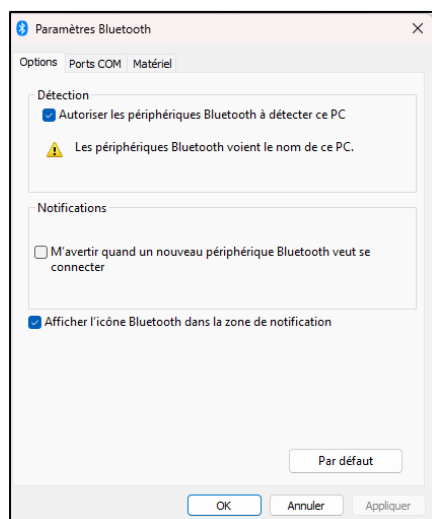 Paramètres Bluetooth
Options Ports COM Matériel
Détection
Autoriser les périphériques Bluetooth à détecter ce PC
Les périphériques Bluetooth voient le nom de ce PC.
Notifications
M'avertir quand un nouveau périphérique Bluetooth veut se
connecter
Afficher l'icône Bluetooth dans la zone de notification
Par défaut
OK Annuler Appliquer